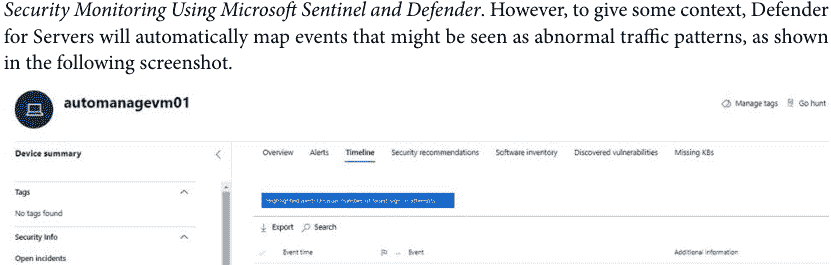 Security Monitoring Using Microsoft Sentinel and Defender. However, to give some context, Defender
for Servers will automatically map events that might be seen as abnormal traffic patterns, as shown
in the following screenshot.
automanagevm01
Manage tags Go hunt
Device summary
Overview Alerts Timeline Security recommendations Software inventory Discovered vulnerabilities Missing KBs
Tags
No tags found
Export Search
Security Info
Event time Event Additional information
Open incidents